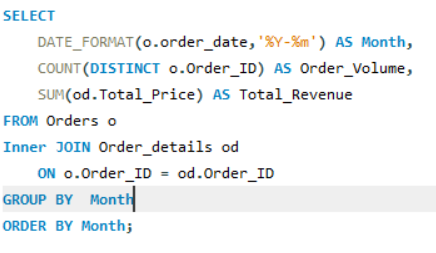 SELECT
    DATE_FORMAT(o.order_date,'%Y-%m') AS Month,
    COUNT(DISTINCT o.Order_ID) AS Order_Volume,
    SUM(od.Total_Price) AS Total_Revenue
FROM Orders o
Inner JOIN Order_details od
    ON o.Order_ID = od.Order_ID
GROUP BY  Month
ORDER BY Month;